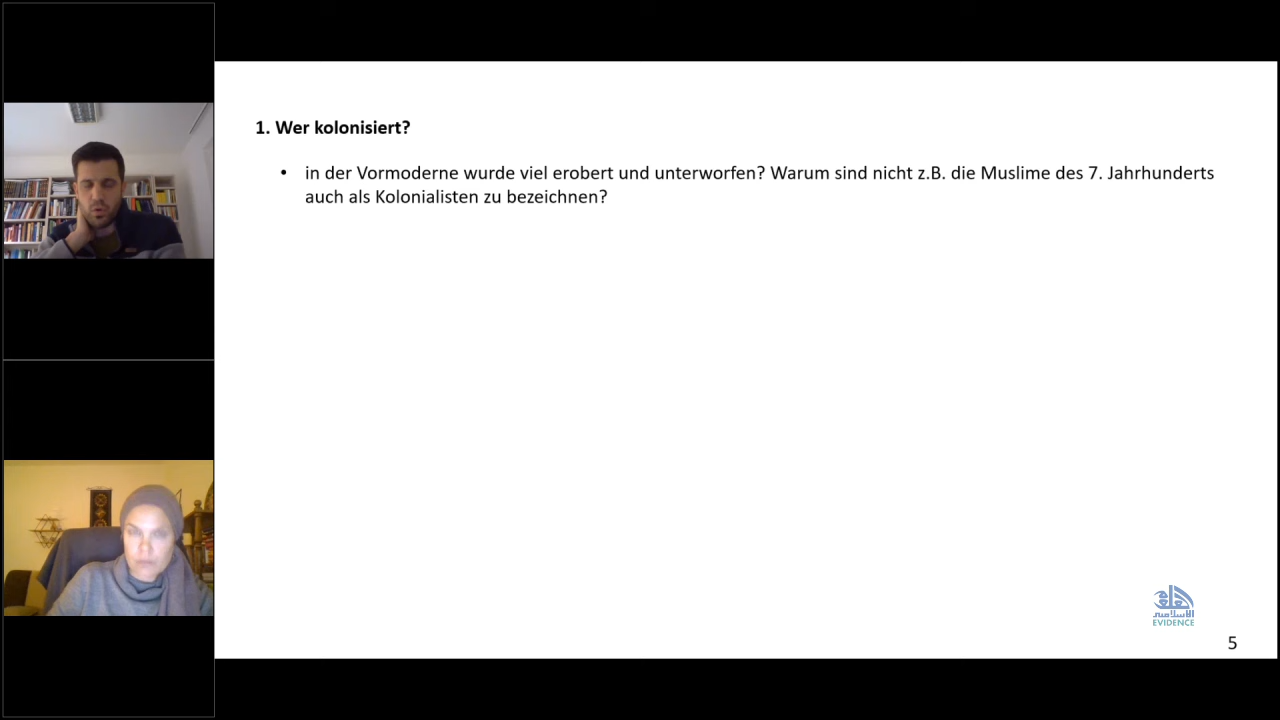 1. Wer kolonisiert?
• in der Vormoderne wurde viel erobert und unterworfen? Warum sind nicht z.B. die Muslime des 7. Jahrhunderts
auch als Kolonialisten zu bezeichnen?
EVIDENCE
5